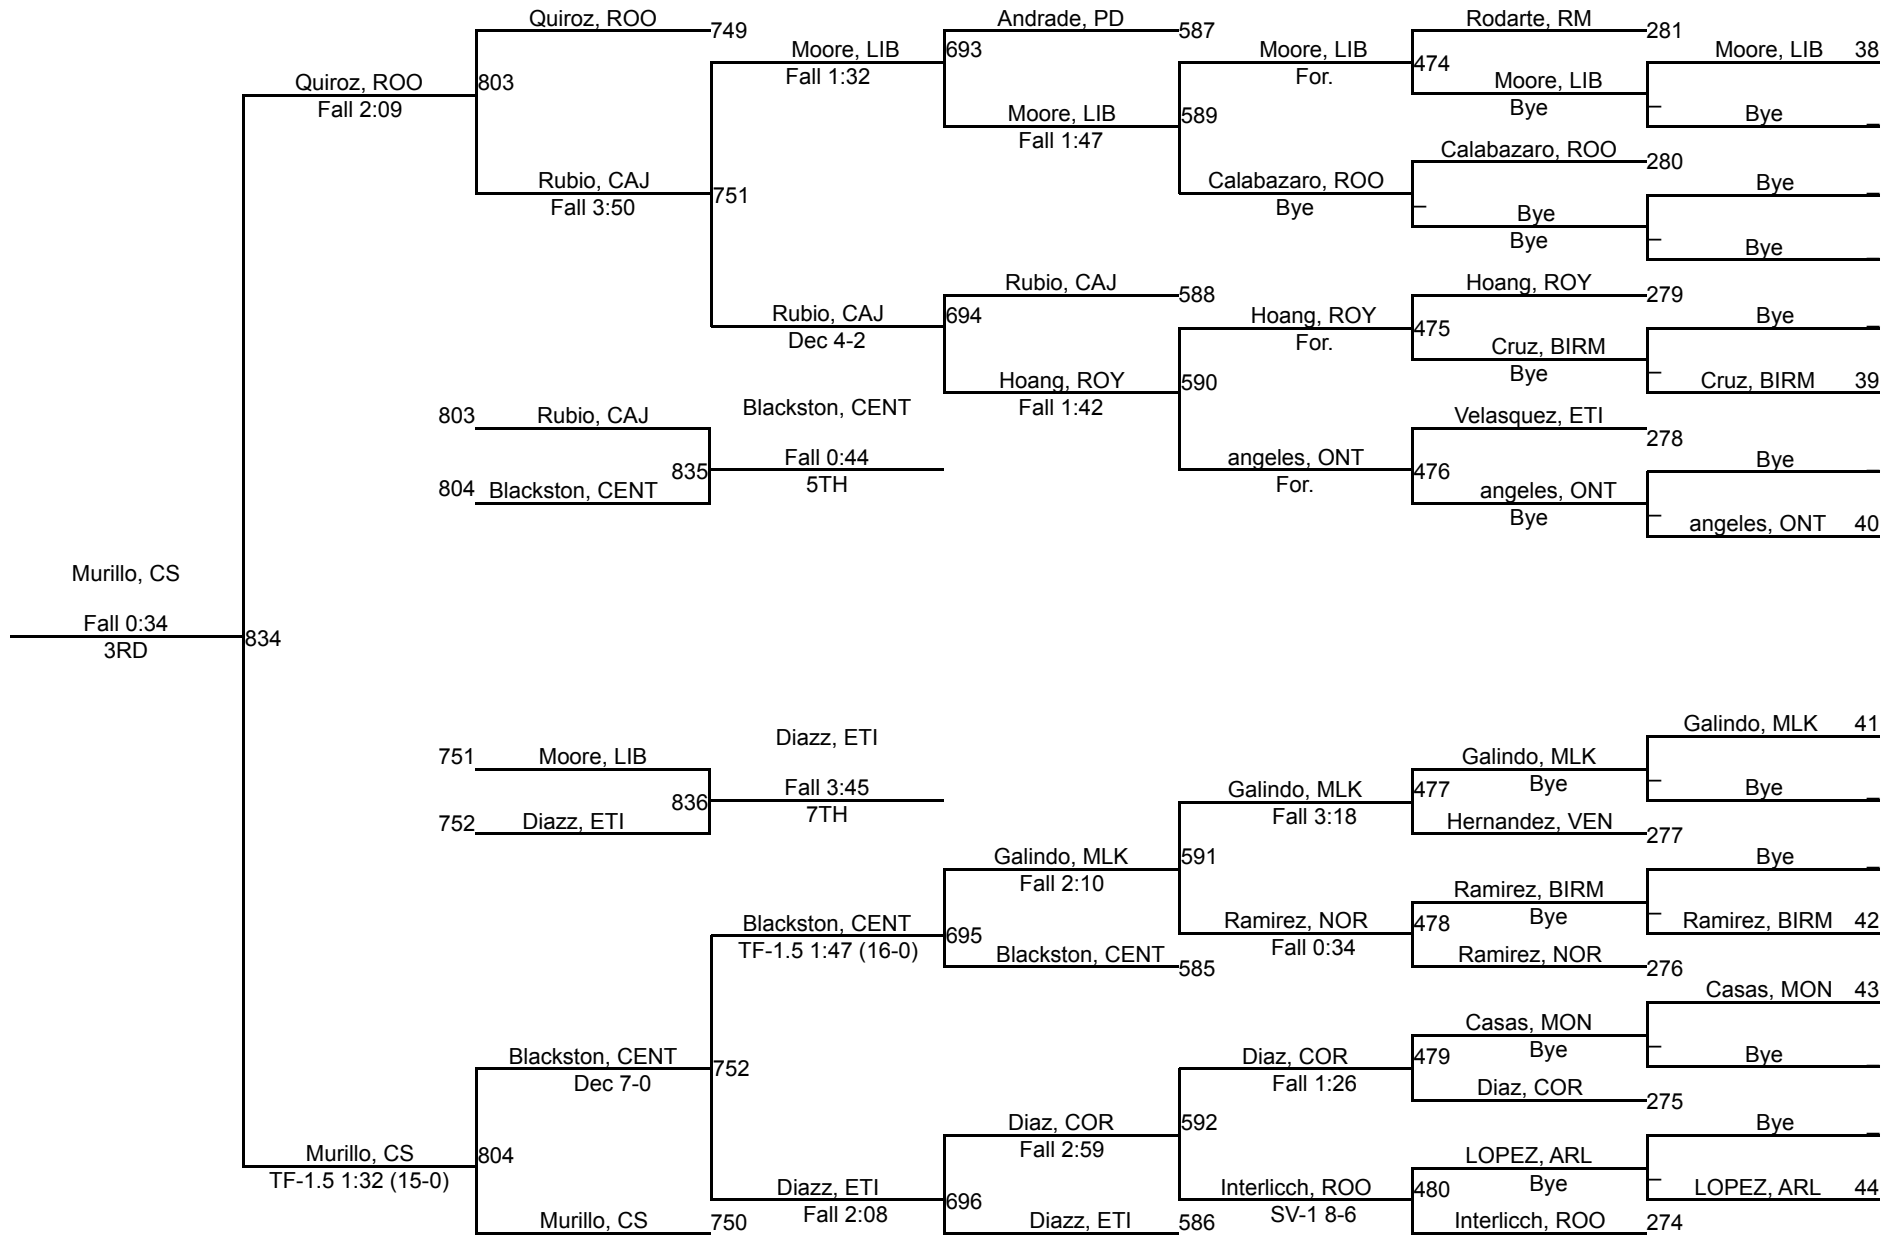 Quiroz, ROO
749
Andrade, PD
587
Rodarte, RM
281
Moore, LIB
Fall 1:32
693
Moore, LIB
For.
474
Moore, LIB 38
Quiroz, ROO
Fall 2:09
803
Moore, LIB
Bye
_
Bye _
Moore, LIB
Fall 1:47
589
Calabazaro, ROO
280
Rubio, CAJ
Fall 3:50
751
Calabazaro, ROO
Bye
_
Bye
Bye
Bye _
_
Bye _
Rubio, CAJ
588
Hoang, ROY
279
Rubio, CAJ
Dec 4-2
694
Hoang, ROY
For.
475
Bye _
Cruz, BIRM
Bye
_
Cruz, BIRM 39
Hoang, ROY
Fall 1:42
590
803
Rubio, CAJ
Blackston, CENT
Velasquez, ETI
278
835
Fall 0:44
5TH
angeles, ONT
For.
476
Bye _
804
Blackston, CENT
angeles, ONT
Bye
_
angeles, ONT 40
Murillo, CS
Fall 0:34
3RD
834
Galindo, MLK 41
751
Moore, LIB
Diazz, ETI
Galindo, MLK
Bye
_
Bye _
836
Fall 3:45
7TH
Galindo, MLK
Fall 3:18
477
752
Diazz, ETI
Hernandez, VEN
277
Galindo, MLK
Fall 2:10
591
Bye _
Ramirez, BIRM
Bye
_
Ramirez, BIRM 42
Blackston, CENT
TF-1.5 1:47 (16-0)
695
Ramirez, NOR
Fall 0:34
478
Blackston, CENT
585
Ramirez, NOR
276
Casas, MON 43
Casas, MON
Bye
_
Bye _
Blackston, CENT
Dec 7-0
752
Diaz, COR
Fall 1:26
479
Diaz, COR
275
Diaz, COR
Fall 2:59
592
Bye _
Murillo, CS
TF-1.5 1:32 (15-0)
804
LOPEZ, ARL
Bye
_
LOPEZ, ARL 44
Diazz, ETI
Fall 2:08
696
Interlicch, ROO
SV-1 8-6
480
Murillo, CS
750
Diazz, ETI
586
Interlicch, ROO
274